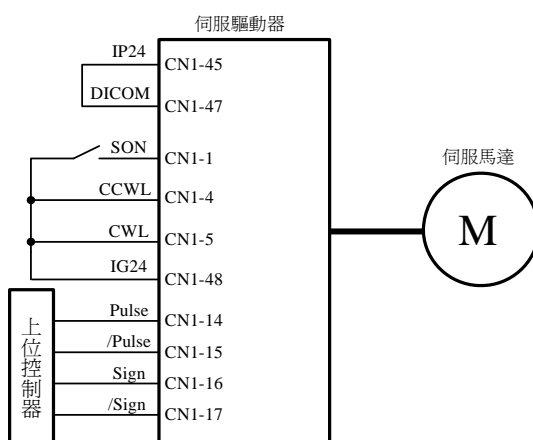 伺服驅動器
IP24 CN1-45
DICOM CN1-47
SON CN1-1
CCWL CN1-4
CWL CN1-5
IG24 CN1-48
Pulse CN1-14
/Pulse CN1-15
Sign CN1-16
/Sign CN1-17
上位控制器
伺服馬達
M